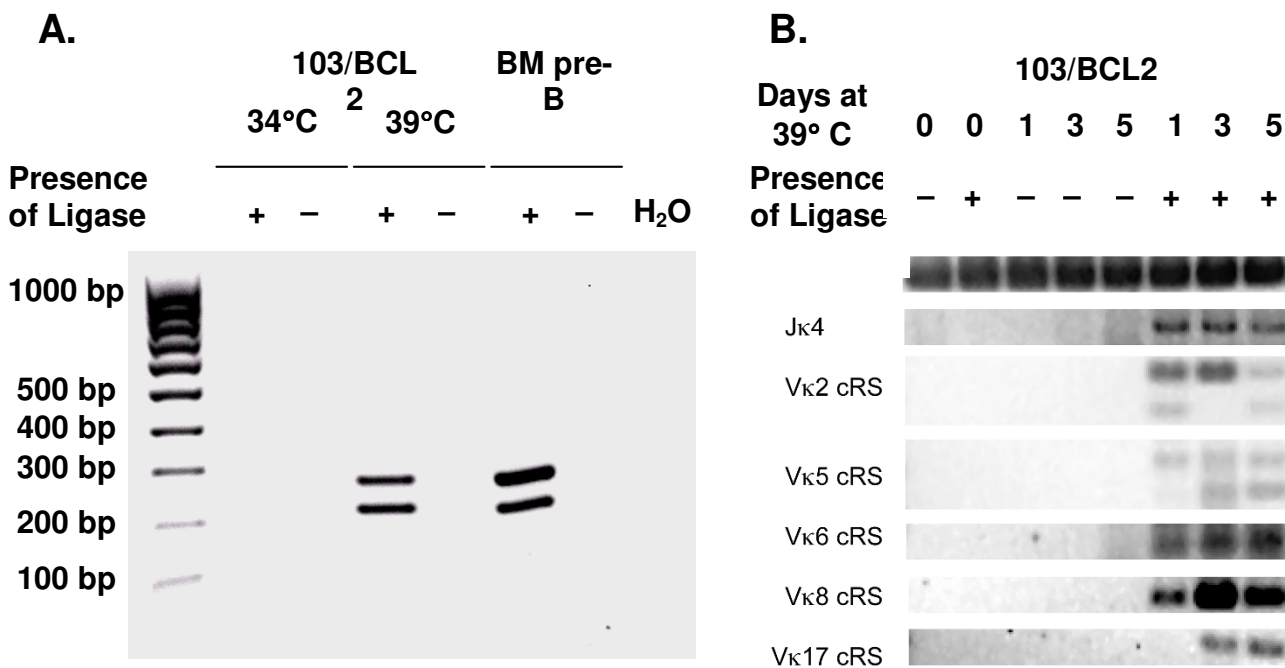 A.
103/BCL
2
BM pre-
B
34°C 39°C
Presence
of Ligase + – + – + – H₂O
1000 bp
500 bp
400 bp
300 bp
200 bp
100 bp
B.
103/BCL2
Days at
39° C 0 0 1 3 5 1 3 5
Presence
of Ligase – + – – – + + +
Jκ4
Vκ2 cRS
Vκ5 cRS
Vκ6 cRS
Vκ8 cRS
Vκ17 cRS